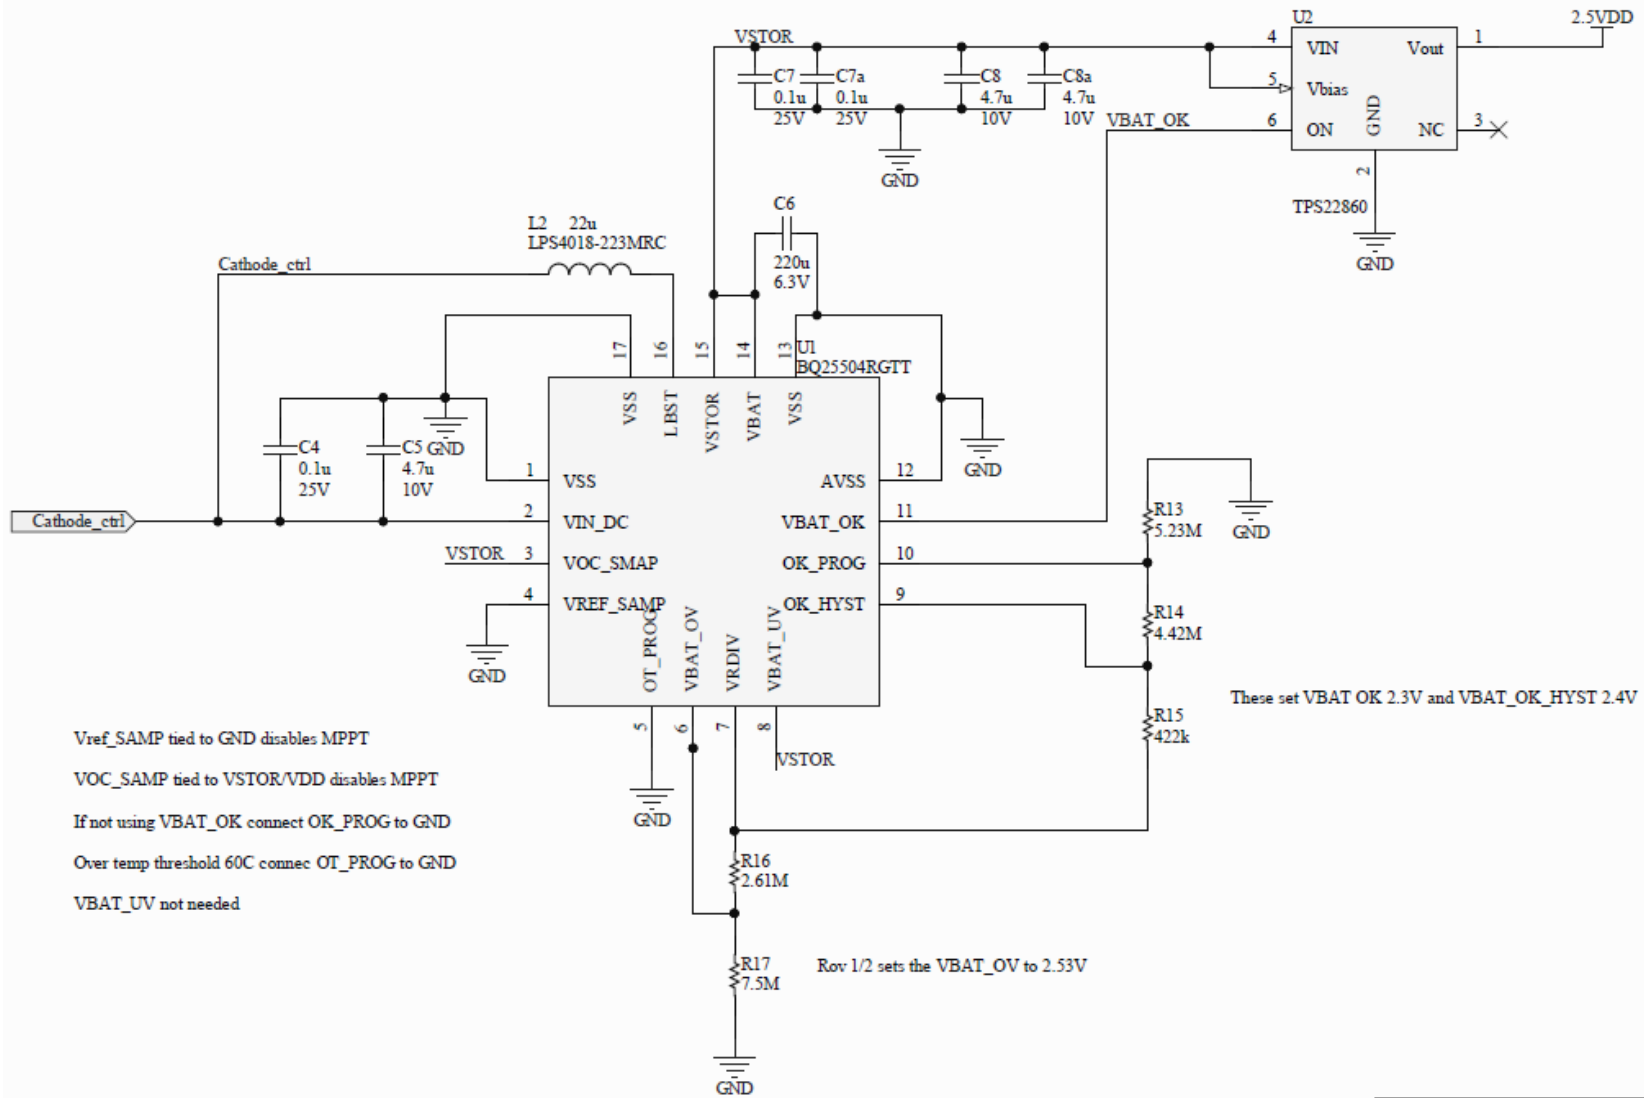 U2
2.5VDD
VSTOR
4
VIN
Vout
1
C7
0.1u
25V
C7a
0.1u
25V
C8
4.7u
10V
C8a
4.7u
10V
5
Vbias
VBAT_OK
6
ON
GND
NC
3
GND
2
TPS22860
GND
C6
220u
6.3V
L2 22u
LPS4018-223MRC
Cathode_ctrl
17
16
15
14
13
U1
BQ25504RGTT
VSS
LBST
VSTOR
VBAT
VSS
C4
0.1u
25V
C5
4.7u
10V
GND
GND
1
VSS
AVSS
12
Cathode_ctrl
2
VIN_DC
VBAT_OK
11
VSTOR
3
VOC_SMAP
OK_PROG
10
4
VREF_SAMP
OK_HYST
9
GND
OT_PROG
VBAT_OV
VRDIV
VBAT_UV
5
6
7
8
VSTOR
GND
R13
5.23M
GND
R14
4.42M
R15
422k
These set VBAT OK 2.3V and VBAT_OK_HYST 2.4V
Vref_SAMP tied to GND disables MPPT
VOC_SAMP tied to VSTOR/VDD disables MPPT
If not using VBAT_OK connect OK_PROG to GND
Over temp threshold 60C connec OT_PROG to GND
VBAT_UV not needed
R16
2.61M
R17
7.5M
Rov 1/2 sets the VBAT_OV to 2.53V
GND